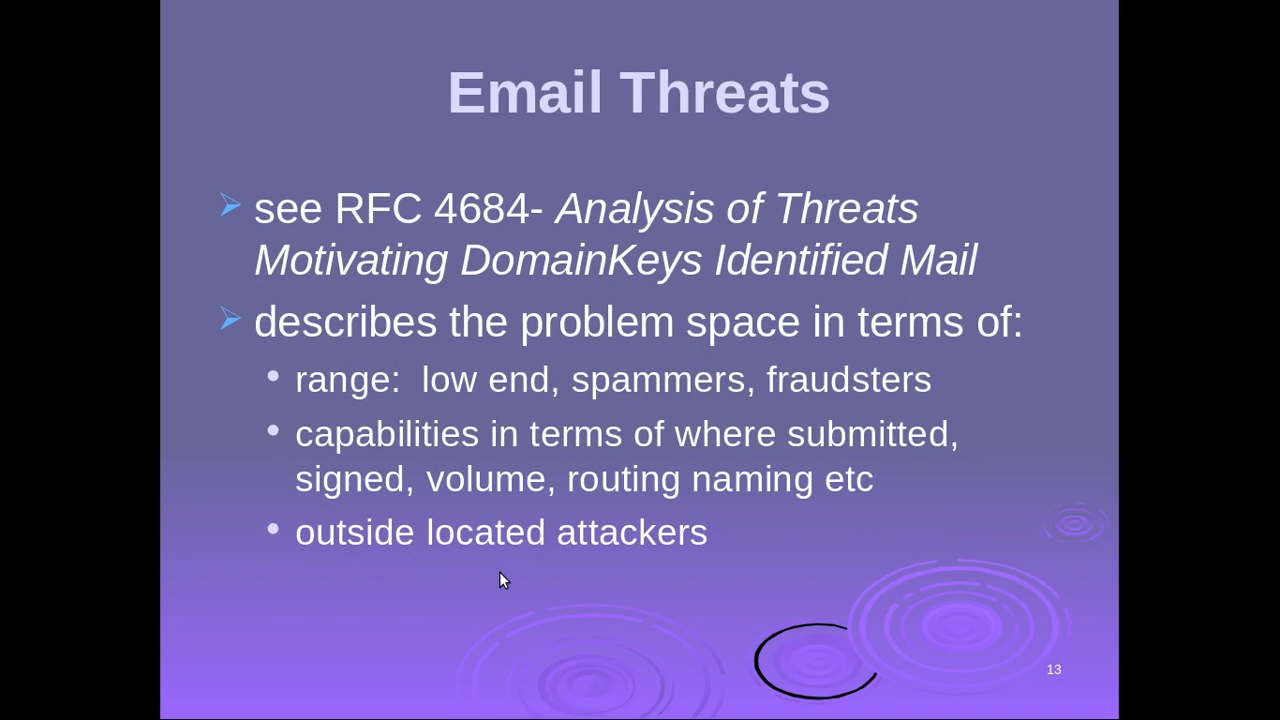 Email Threats
see RFC 4684- Analysis of Threats
Motivating DomainKeys Identified Mail
describes the problem space in terms of:
range:  low end, spammers, fraudsters
capabilities in terms of where submitted,
signed, volume, routing naming etc
outside located attackers
13